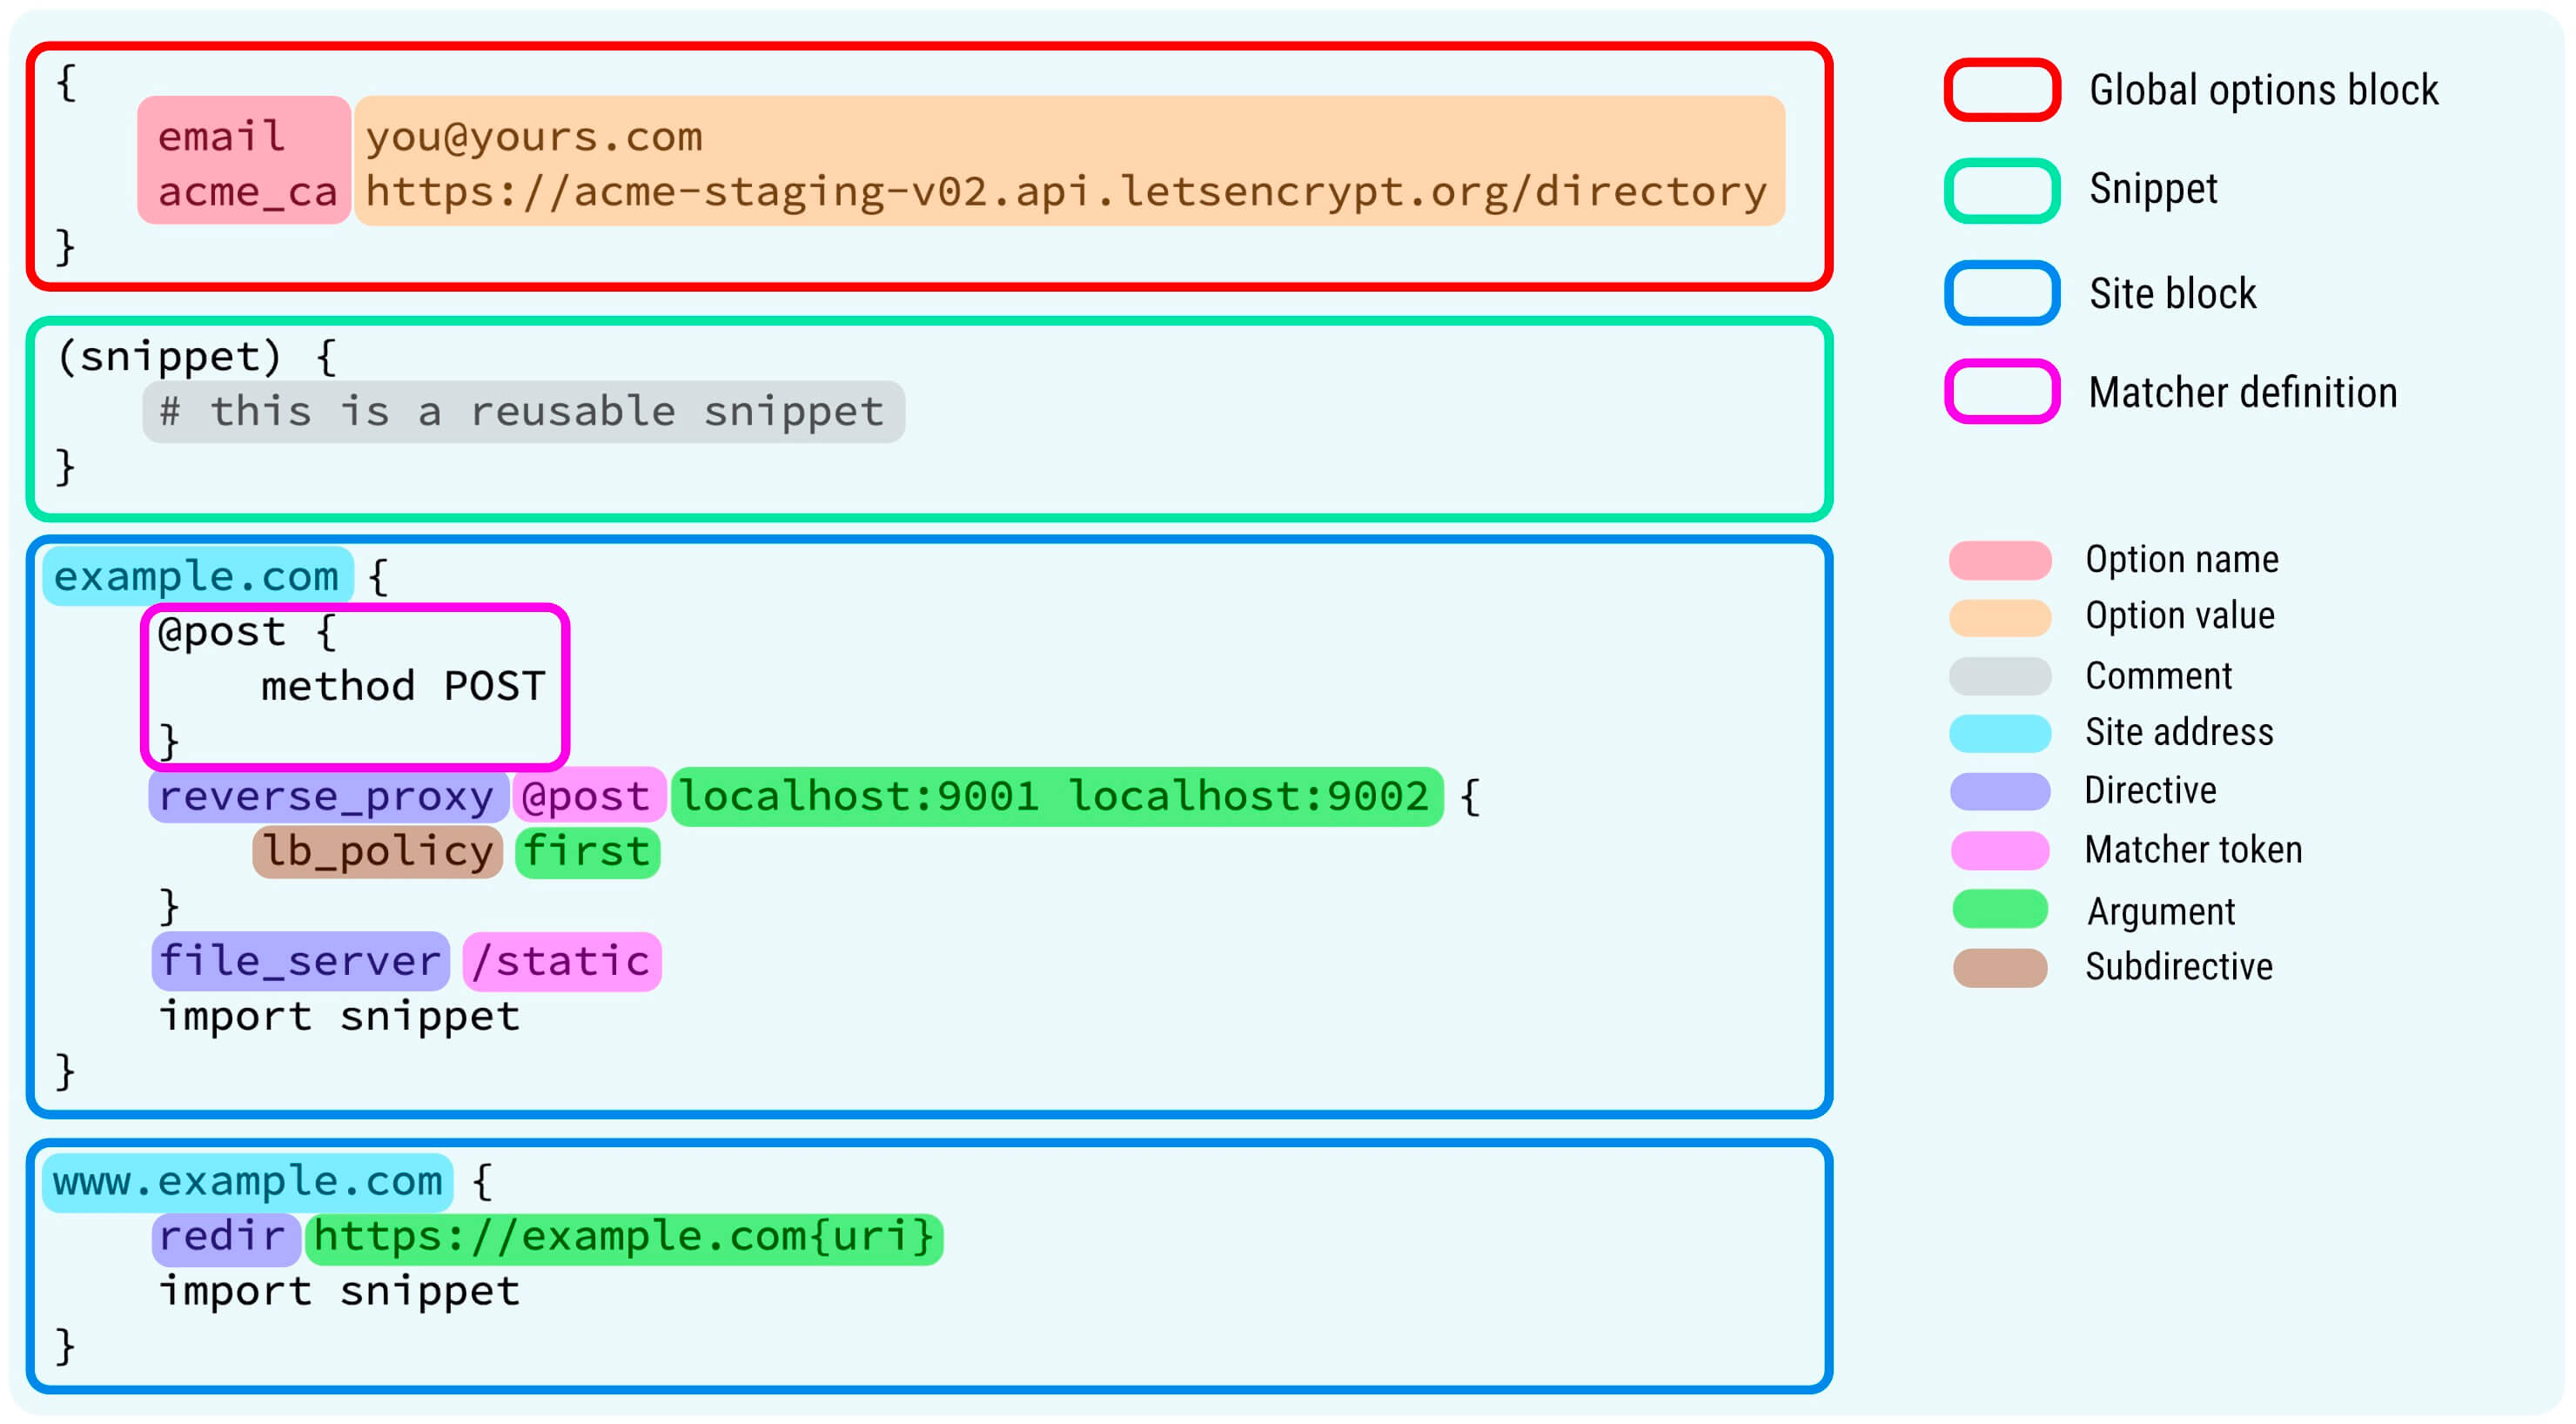 {
email you@yours.com
acme_ca https://acme-staging-v02.api.letsencrypt.org/directory
}
(snippet) {
# this is a reusable snippet
}
example.com {
@post {
method POST
}
reverse_proxy @post localhost:9001 localhost:9002 {
lb_policy first
}
file_server /static
import snippet
}
www.example.com {
redir https://example.com{uri}
import snippet
}
Global options block
Snippet
Site block
Matcher definition
Option name
Option value
Comment
Site address
Directive
Matcher token
Argument
Subdirective